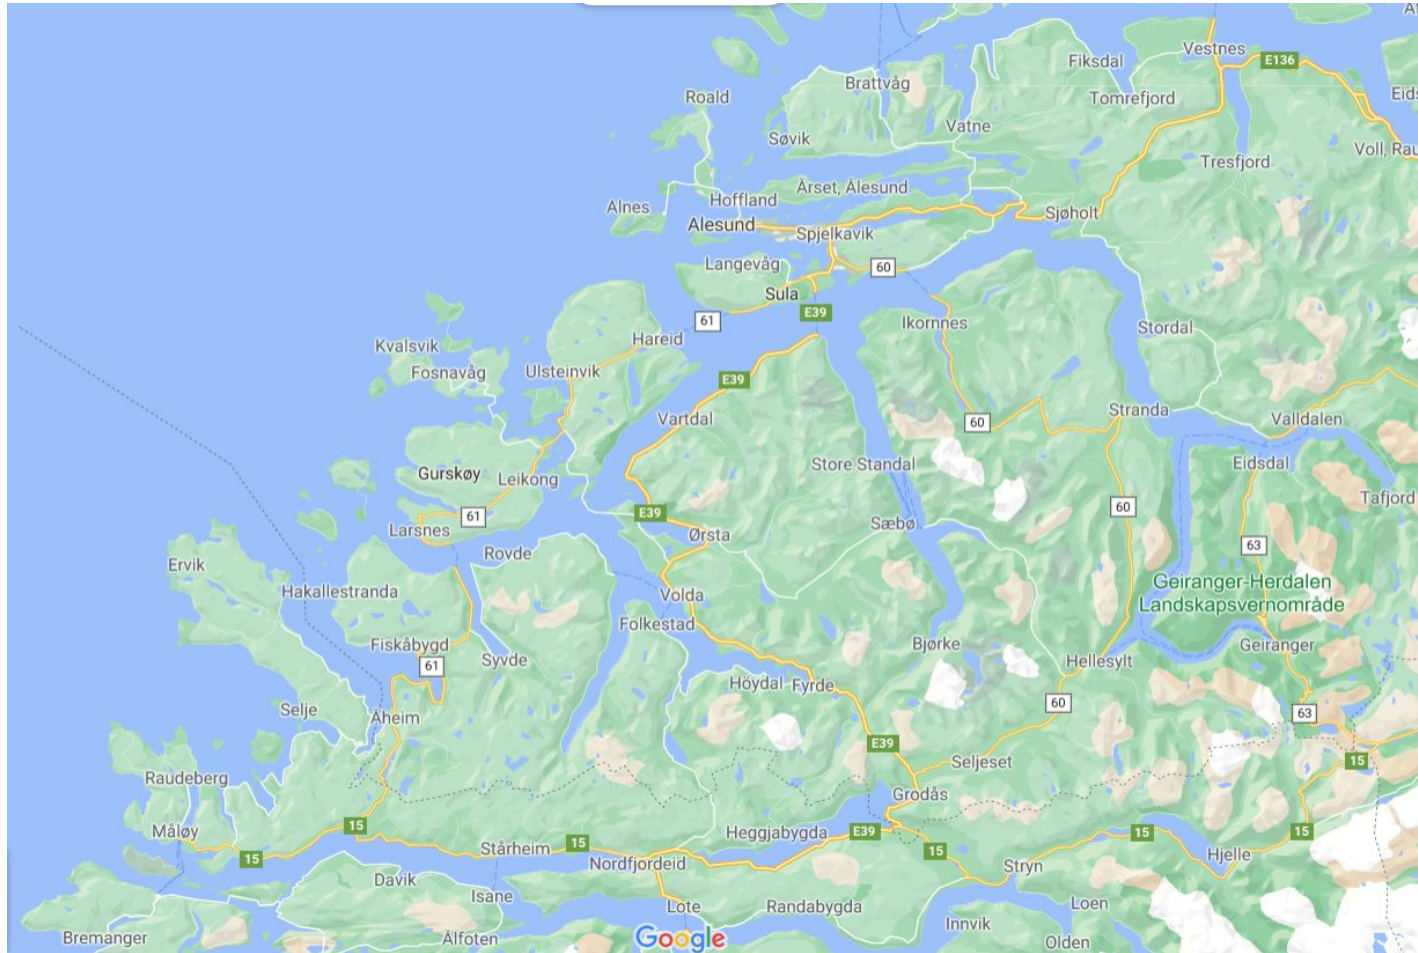 Vestnes
Fiksdal
E136
Brattvåg
Tomrefjord
Roald
Vatne
Søvik
Tresfjord
Voll, Rau
Årset, Ålesund
Hoffland
Alnes
Sjøholt
Ålesund
Spjelkavik
Langevåg
60
Sula
E39
61
Ikornnes
Stordal
Hareid
Kvalsvik
Fosnavåg
Ulsteinvik
E39
Stranda
Vartdal
60
Valldalen
Store Standal
Eidsdal
Gurskøy
Leikong
Tafjord
60
61
E39
Sæbø
Larsnes
Ørsta
63
Rovde
Ervik
Geiranger-Herdalen
Landskapsvernområde
Hakallestranda
Volda
Folkestad
Fiskåbygd
Bjørke
Geiranger
61
Syvde
Hellesylt
Höydal
Fyrde
60
Selje
Åheim
63
E39
Seljeset
15
Raudeberg
Grodås
Måløy
15
Heggjabygda
E39
15
15
15
Stårheim
15
15
Nordfjordeid
Hjelle
Stryn
Davik
Isane
Lote
Randabygda
Loen
Innvik
Bremanger
Ålfoten
Google
Olden